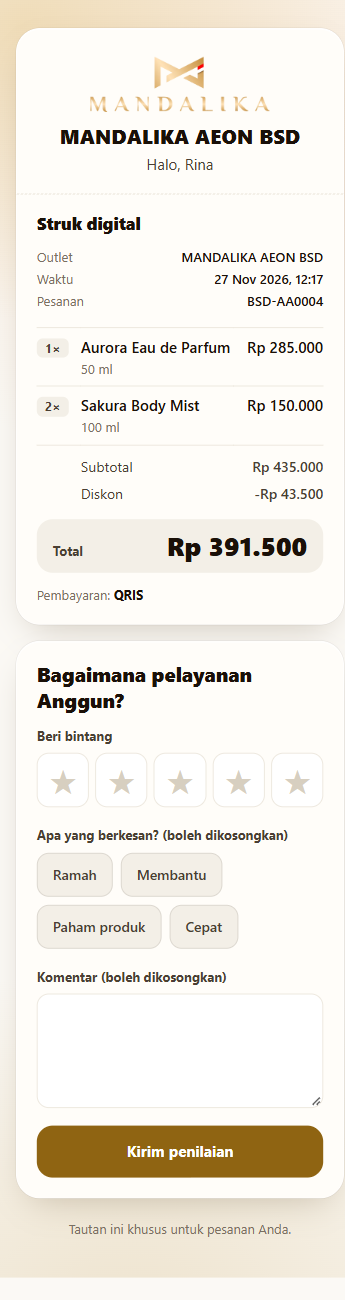 MANDALIKA
MANDALIKA AEON BSD
Halo, Rina
Struk digital
Outlet MANDALIKA AEON BSD
Waktu 27 Nov 2026, 12:17
Pesanan BSD-AA0004
1× Aurora Eau de Parfum Rp 285.000
50 ml
2× Sakura Body Mist Rp 150.000
100 ml
Subtotal Rp 435.000
Diskon -Rp 43.500
Total Rp 391.500
Pembayaran: QRIS
Bagaimana pelayanan
Anggun?
Beri bintang
Apa yang berkesan? (boleh dikosongkan)
Ramah Membantu
Paham produk Cepat
Komentar (boleh dikosongkan)
Kirim penilaian
Tautan ini khusus untuk pesanan Anda.